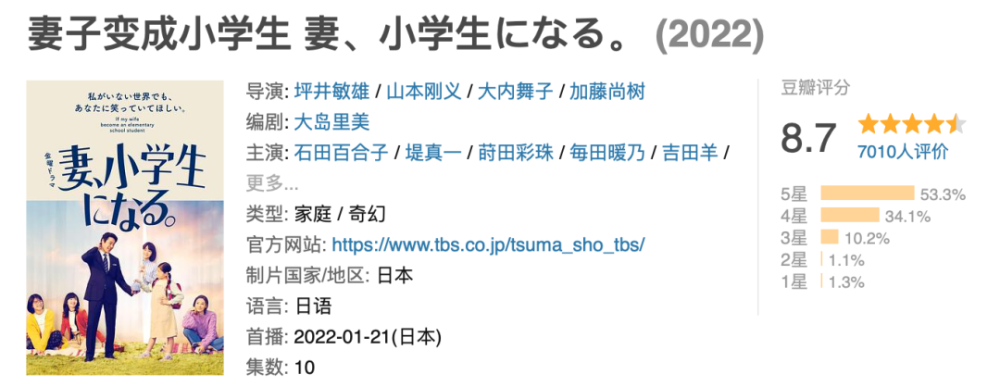 妻子变成小学生 妻、小学生になる。 (2022)
私がいない世界でも、
あなたに笑っていてほしい。
If my wife
become an elementary
school student
金曜ドラマ
妻、小学生
になる。
导演: 坪井敏雄 / 山本刚义 / 大内舞子 / 加藤尚树
编剧: 大岛里美
主演: 石田百合子 / 堤真一 / 莳田彩珠 / 每田暖乃 / 吉田羊 /
更多...
类型: 家庭 / 奇幻
官方网站: https://www.tbs.co.jp/tsuma_sho_tbs/
制片国家/地区: 日本
语言: 日语
首播: 2022-01-21(日本)
集数: 10
豆瓣评分
8.7
7010人评价
5星 53.3%
4星 34.1%
3星 10.2%
2星 1.1%
1星 1.3%